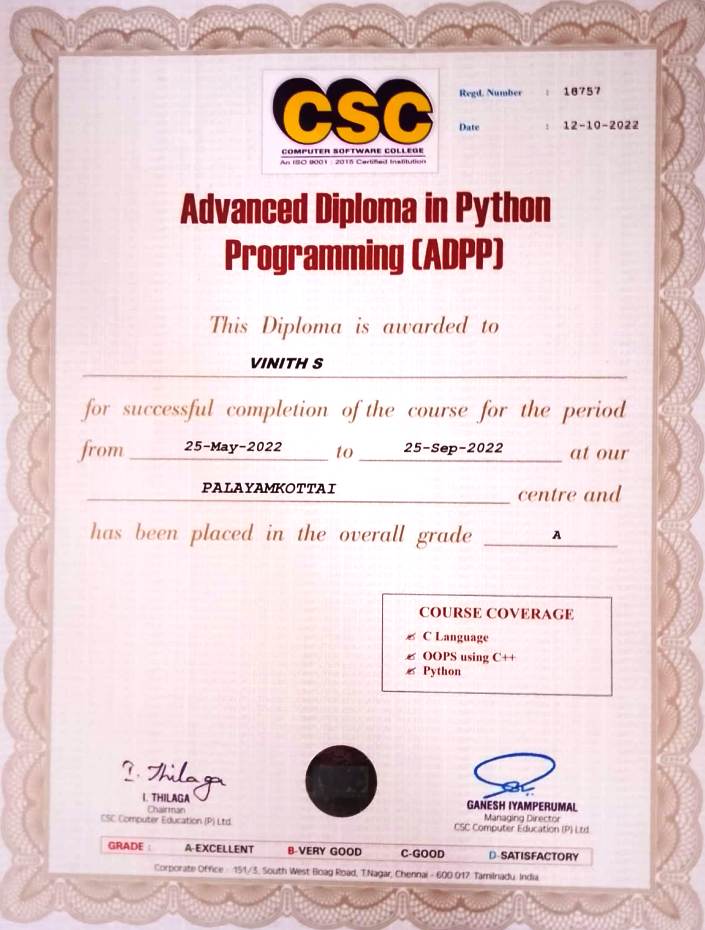 CSC
COMPUTER SOFTWARE COLLEGE
An ISO 9001 : 2015 Certified Institution
Regd. Number : 16757
Date : 12-10-2022
Advanced Diploma in Python
Programming (ADPP)
This Diploma is awarded to
VINITH S
for successful completion of the course for the period
from 25-May-2022 to 25-Sep-2022 at our
PALAYAMKOTTAI centre and
has been placed in the overall grade A
COURSE COVERAGE
C Language
OOPS using C++
Python
I. Thilaga
I. THILAGA
Chairman
CSC Computer Education (P) Ltd.
GANESH IYAMPERUMAL
Managing Director
CSC Computer Education (P) Ltd
GRADE : A-EXCELLENT B-VERY GOOD C-GOOD D-SATISFACTORY
Corporate Office : 151/3, South West Boag Road, T.Nagar, Chennai - 600 017 Tamilnadu India